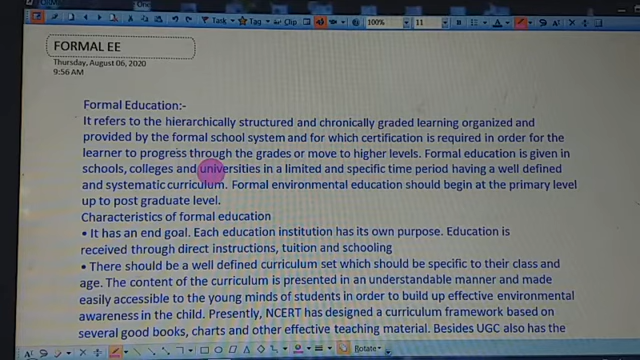 Task
Tag
Clip
100%
11
FORMAL EE
Thursday, August 06, 2020
9:56 AM
Formal Education:-
It refers to the hierarchically structured and chronically graded learning organized and
provided by the formal school system and for which certification is required in order for the
learner to progress through the grades or move to higher levels. Formal education is given in
schools, colleges and universities in a limited and specific time period having a well defined
and systematic curriculum. Formal environmental education should begin at the primary level
up to post graduate level.
Characteristics of formal education
• It has an end goal. Each education institution has its own purpose. Education is
received through direct instructions, tuition and schooling
• There should be a well defined curriculum set which should be specific to their class and
age. The content of the curriculum is presented in an understandable manner and made
easily accessible to the young minds of students in order to build up effective environmental
awareness in the child. Presently, NCERT has designed a curriculum framework based on
several good books, charts and other effective teaching material. Besides UGC also has the
Rotate